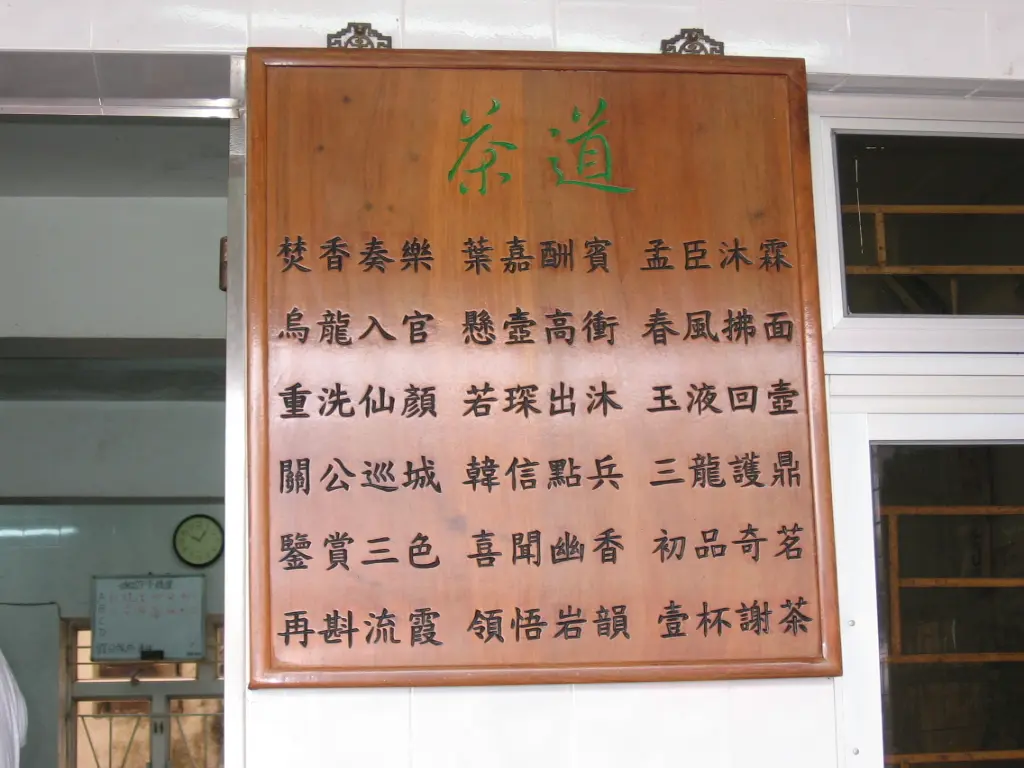 茶道
焚香奏樂 葉嘉酬賓 孟臣沐霖
烏龍入官 懸壺高衝 春風拂面
重洗仙顏 若琛出沐 玉液回壺
關公巡城 韓信點兵 三龍護鼎
鑒賞三色 喜聞幽香 初品奇茗
再斟流霞 領悟岩韻 壹杯謝茶